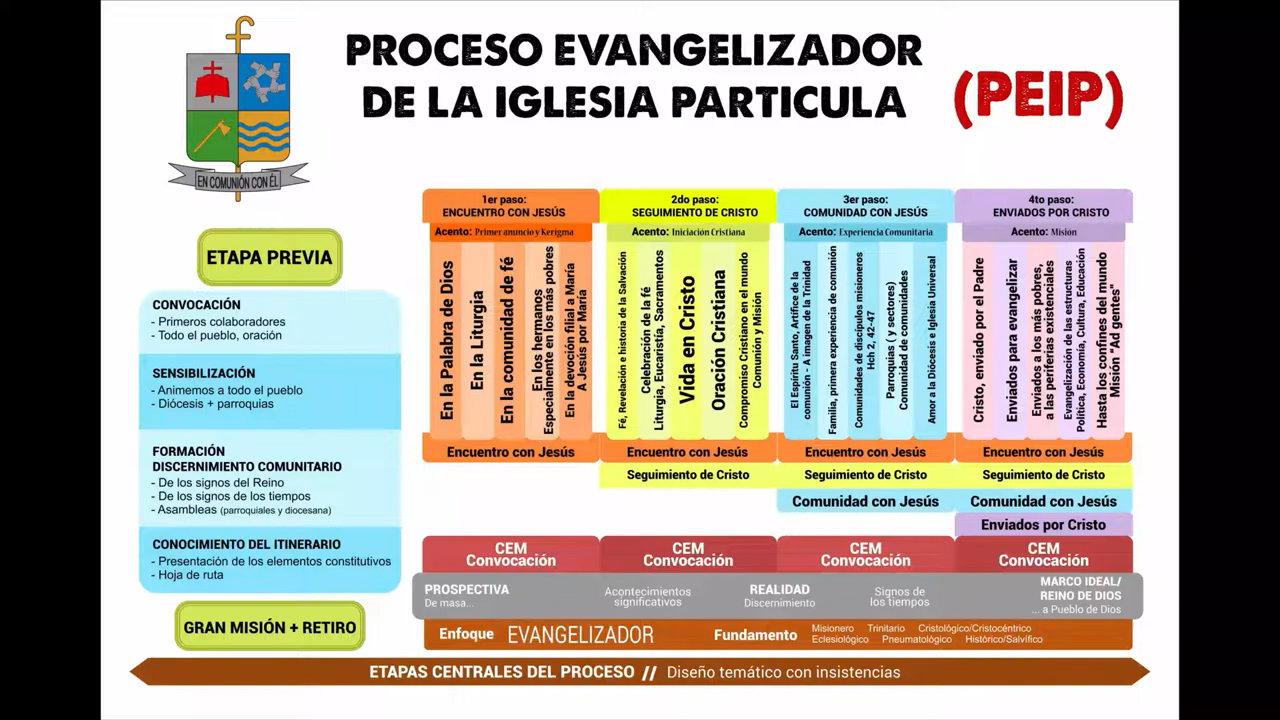 PROCESO EVANGELIZADOR
DE LA IGLESIA PARTICULA
(PEIP)
EN COMUNIÓN CON ÉL
ETAPA PREVIA
CONVOCACIÓN
- Primeros colaboradores
- Todo el pueblo, oración
SENSIBILIZACIÓN
- Animemos a todo el pueblo
- Diócesis + parroquias
FORMACIÓN
DISCERNIMIENTO COMUNITARIO
- De los signos del Reino
- De los signos de los tiempos
- Asambleas (parroquiales y diocesana)
CONOCIMIENTO DEL ITINERARIO
- Presentación de los elementos constitutivos
- Hoja de ruta
GRAN MISIÓN + RETIRO
1er paso:
ENCUENTRO CON JESÚS
Acento: Primer anuncio y Kerigma
En la Palabra de Dios
En la Liturgia
En la comunidad de fé
En los hermanos
Especialmente en los más pobres
En la devoción filial a María
A Jesús por María
Encuentro con Jesús
2do paso:
SEGUIMIENTO DE CRISTO
Acento: Iniciación Cristiana
Fé, Revelación historia de la Salvación
Celebración de la fé
Liturgia, Eucaristía, Sacramentos
Vida en Cristo
Oración Cristiana
Compromiso Cristiano en el mundo
Comunión y Misión
Encuentro con Jesús
Seguimiento de Cristo
3er paso:
COMUNIDAD CON JESÚS
Acento: Experiencia Comunitaria
El Espíritu Santo, Artífice de la
comunión - A imagen de la Trinidad
Familia, primera experiencia de comunión
Comunidades de discípulos misioneros
Hch 2, 42-47
Parroquias ( y sectores)
Comunidad de comunidades
Amor a la Diócesis e Iglesia Universal
Encuentro con Jesús
Seguimiento de Cristo
Comunidad con Jesús
4to paso:
ENVIADOS POR CRISTO
Acento: Misión
Cristo, enviado por el Padre
Enviados para evangelizar
Enviados a los más pobres,
a las periferias existenciales
Evangelización de las estructuras
Política, Economía, Cultura, Educación
Hasta los confines del mundo
Misión “Ad gentes"
Encuentro con Jesús
Seguimiento de Cristo
Comunidad con Jesús
Enviados por Cristo
CEM
Convocación
CEM
Convocación
CEM
Convocación
CEM
Convocación
PROSPECTIVA
De masa...
Acontecimientos
significativos
REALIDAD
Discernimiento
Signos de
los tiempos
MARCO IDEAL/
REINO DE DIOS
... a Pueblo de Dios
Enfoque EVANGELIZADOR
Fundamento
Misionero Trinitario Cristológico/Cristocéntrico
Eclesiológico Pneumatológico Histórico/Salvífico
ETAPAS CENTRALES DEL PROCESO // Diseño temático con insistencias